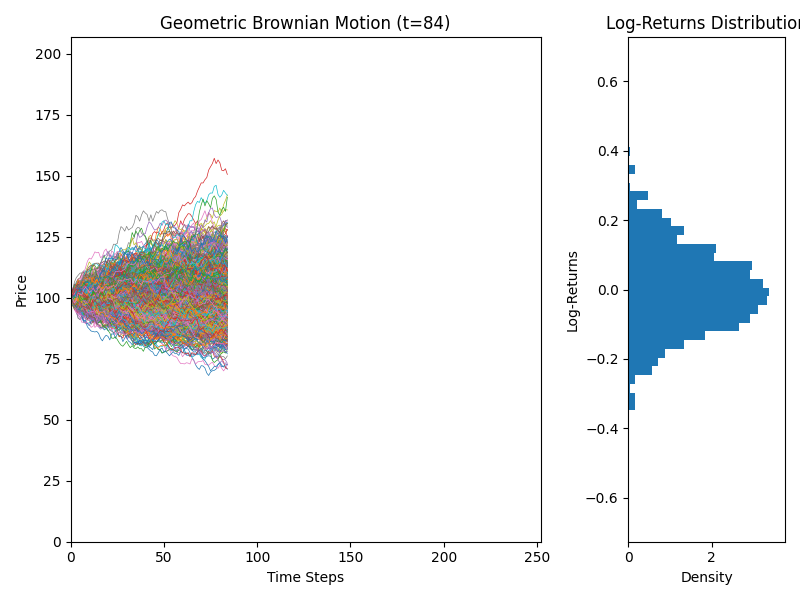 Geometric Brownian Motion (t=84)
Log-Returns Distribution
200
175
150
125
100
75
50
25
0
Price
0 50 100 150 200 250
Time Steps
0.6
0.4
0.2
0.0
−0.2
−0.4
−0.6
Log-Returns
0 2
Density